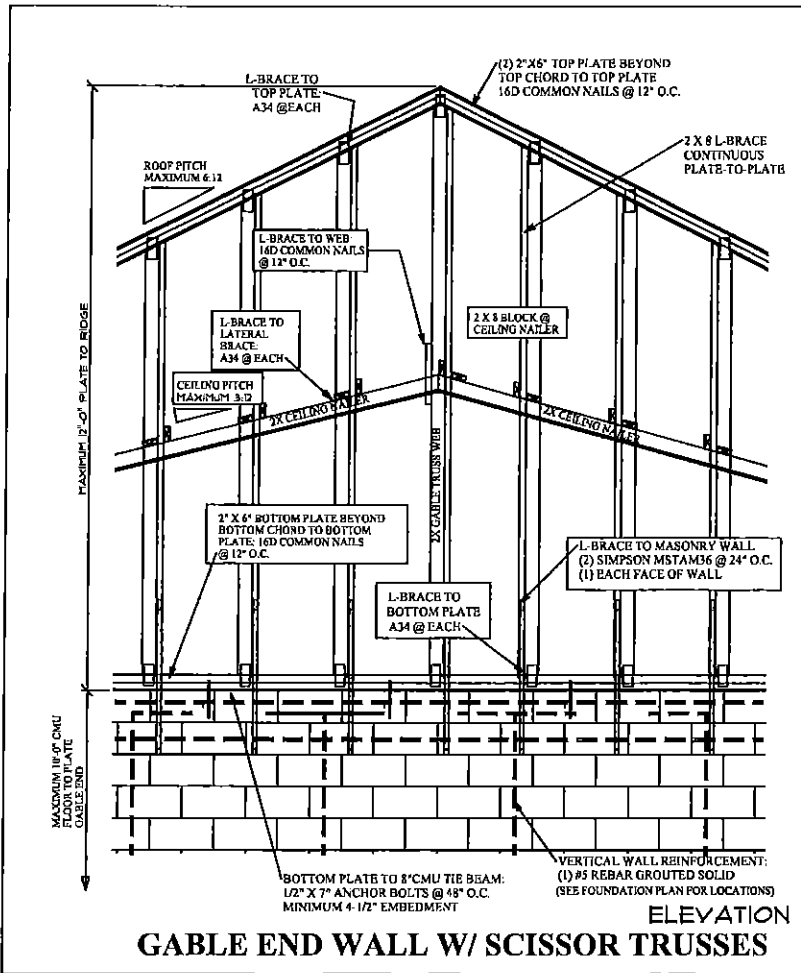 (2) 2"X6" TOP PLATE BEYOND
TOP CHORD TO TOP PLATE
16D COMMON NAILS @ 12" O.C.
L-BRACE TO
TOP PLATE:
A34 @EACH
2 X 8 L-BRACE
CONTINUOUS
PLATE-TO-PLATE
ROOF PITCH
MAXIMUM 6:12
L-BRACE TO WEB:
16D COMMON NAILS
@ 12" O.C.
2 X 8 BLOCK @
CEILING NAILER
L-BRACE TO
LATERAL
BRACE:
A34 @ EACH
CEILING PITCH
MAXIMUM 3:12
2X CEILING NAILER
2X CEILING NAILER
MAXIMUM 12'-0" PLATE TO RIDGE
2X GABLE TRUSS WEB
2" X 6" BOTTOM PLATE BEYOND
BOTTOM CHORD TO BOTTOM
PLATE: 16D COMMON NAILS
@ 12" O.C.
L-BRACE TO MASONRY WALL
(2) SIMPSON MSTAM36 @ 24" O.C.
(1) EACH FACE OF WALL
L-BRACE TO
BOTTOM PLATE
A34 @ EACH
MAXIMUM 10'-0" CMU
FLOOR TO PLATE
GABLE END
BOTTOM PLATE TO 8"CMU TIE BEAM:
1/2" X 7" ANCHOR BOLTS @ 48" O.C.
MINIMUM 4-1/2" EMBEDMENT
VERTICAL WALL REINFORCEMENT:
(1) #5 REBAR GROUTED SOLID
(SEE FOUNDATION PLAN FOR LOCATIONS)
ELEVATION
GABLE END WALL W/ SCISSOR TRUSSES